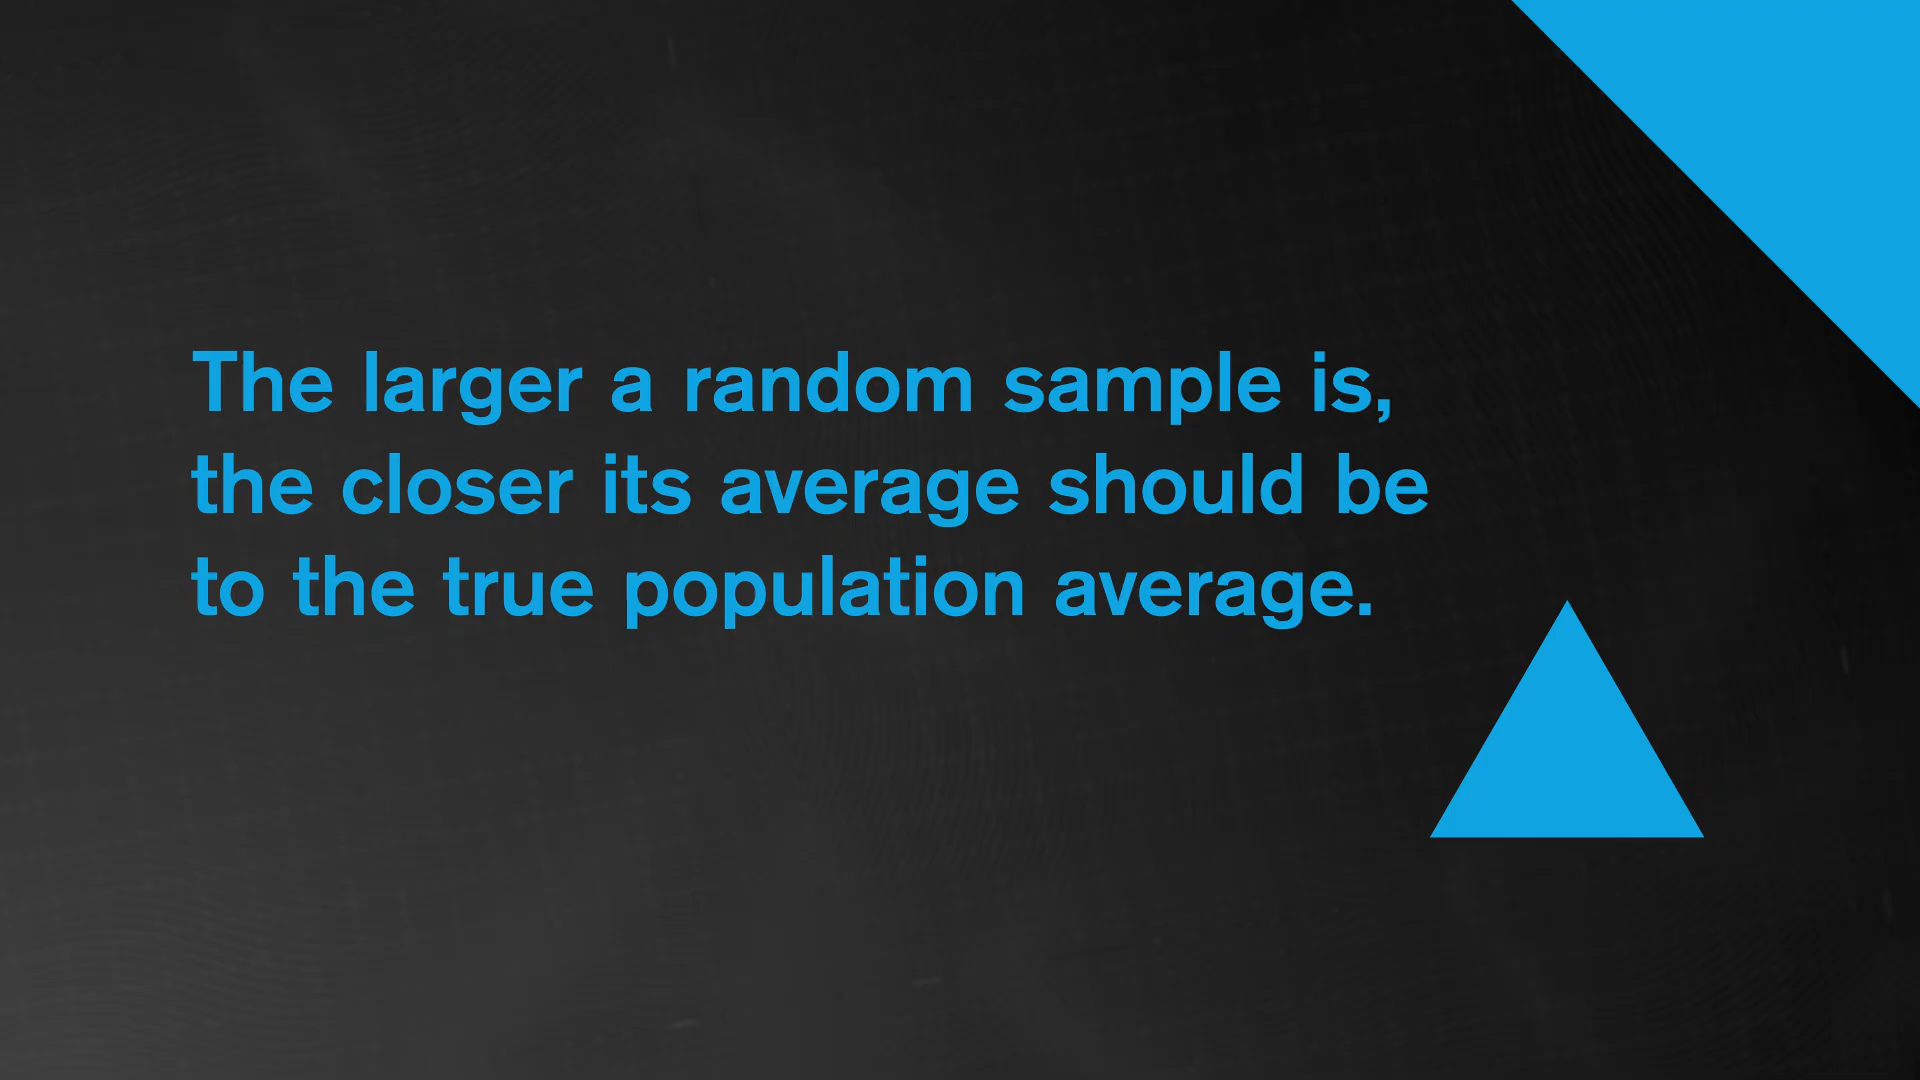 The larger a random sample is,
the closer its average should be
to the true population average.